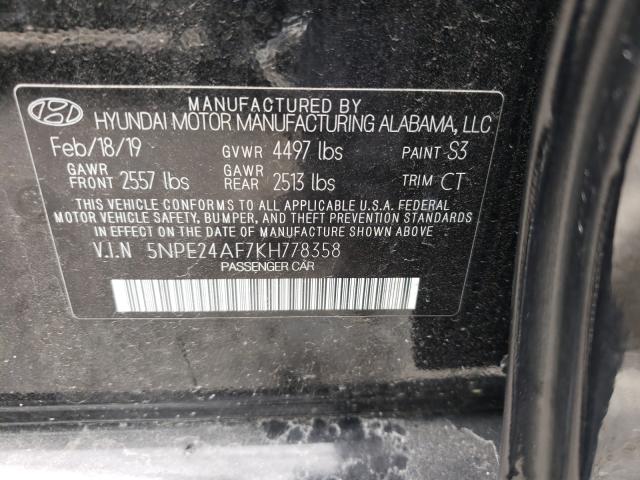 MANUFACTURED BY
HYUNDAI MOTOR MANUFACTURING ALABAMA, LLC
Feb/18/19 GVWR 4497 lbs PAINT S3
GAWR FRONT 2557 lbs GAWR REAR 2513 lbs TRIM CT
THIS VEHICLE CONFORMS TO ALL APPLICABLE U.S.A. FEDERAL
MOTOR VEHICLE SAFETY, BUMPER, AND THEFT PREVENTION STANDARDS
IN EFFECT ON THE DATE OF MANUFACTURE SHOWN ABOVE
V.I.N 5NPE24AF7KH778358
PASSENGER CAR